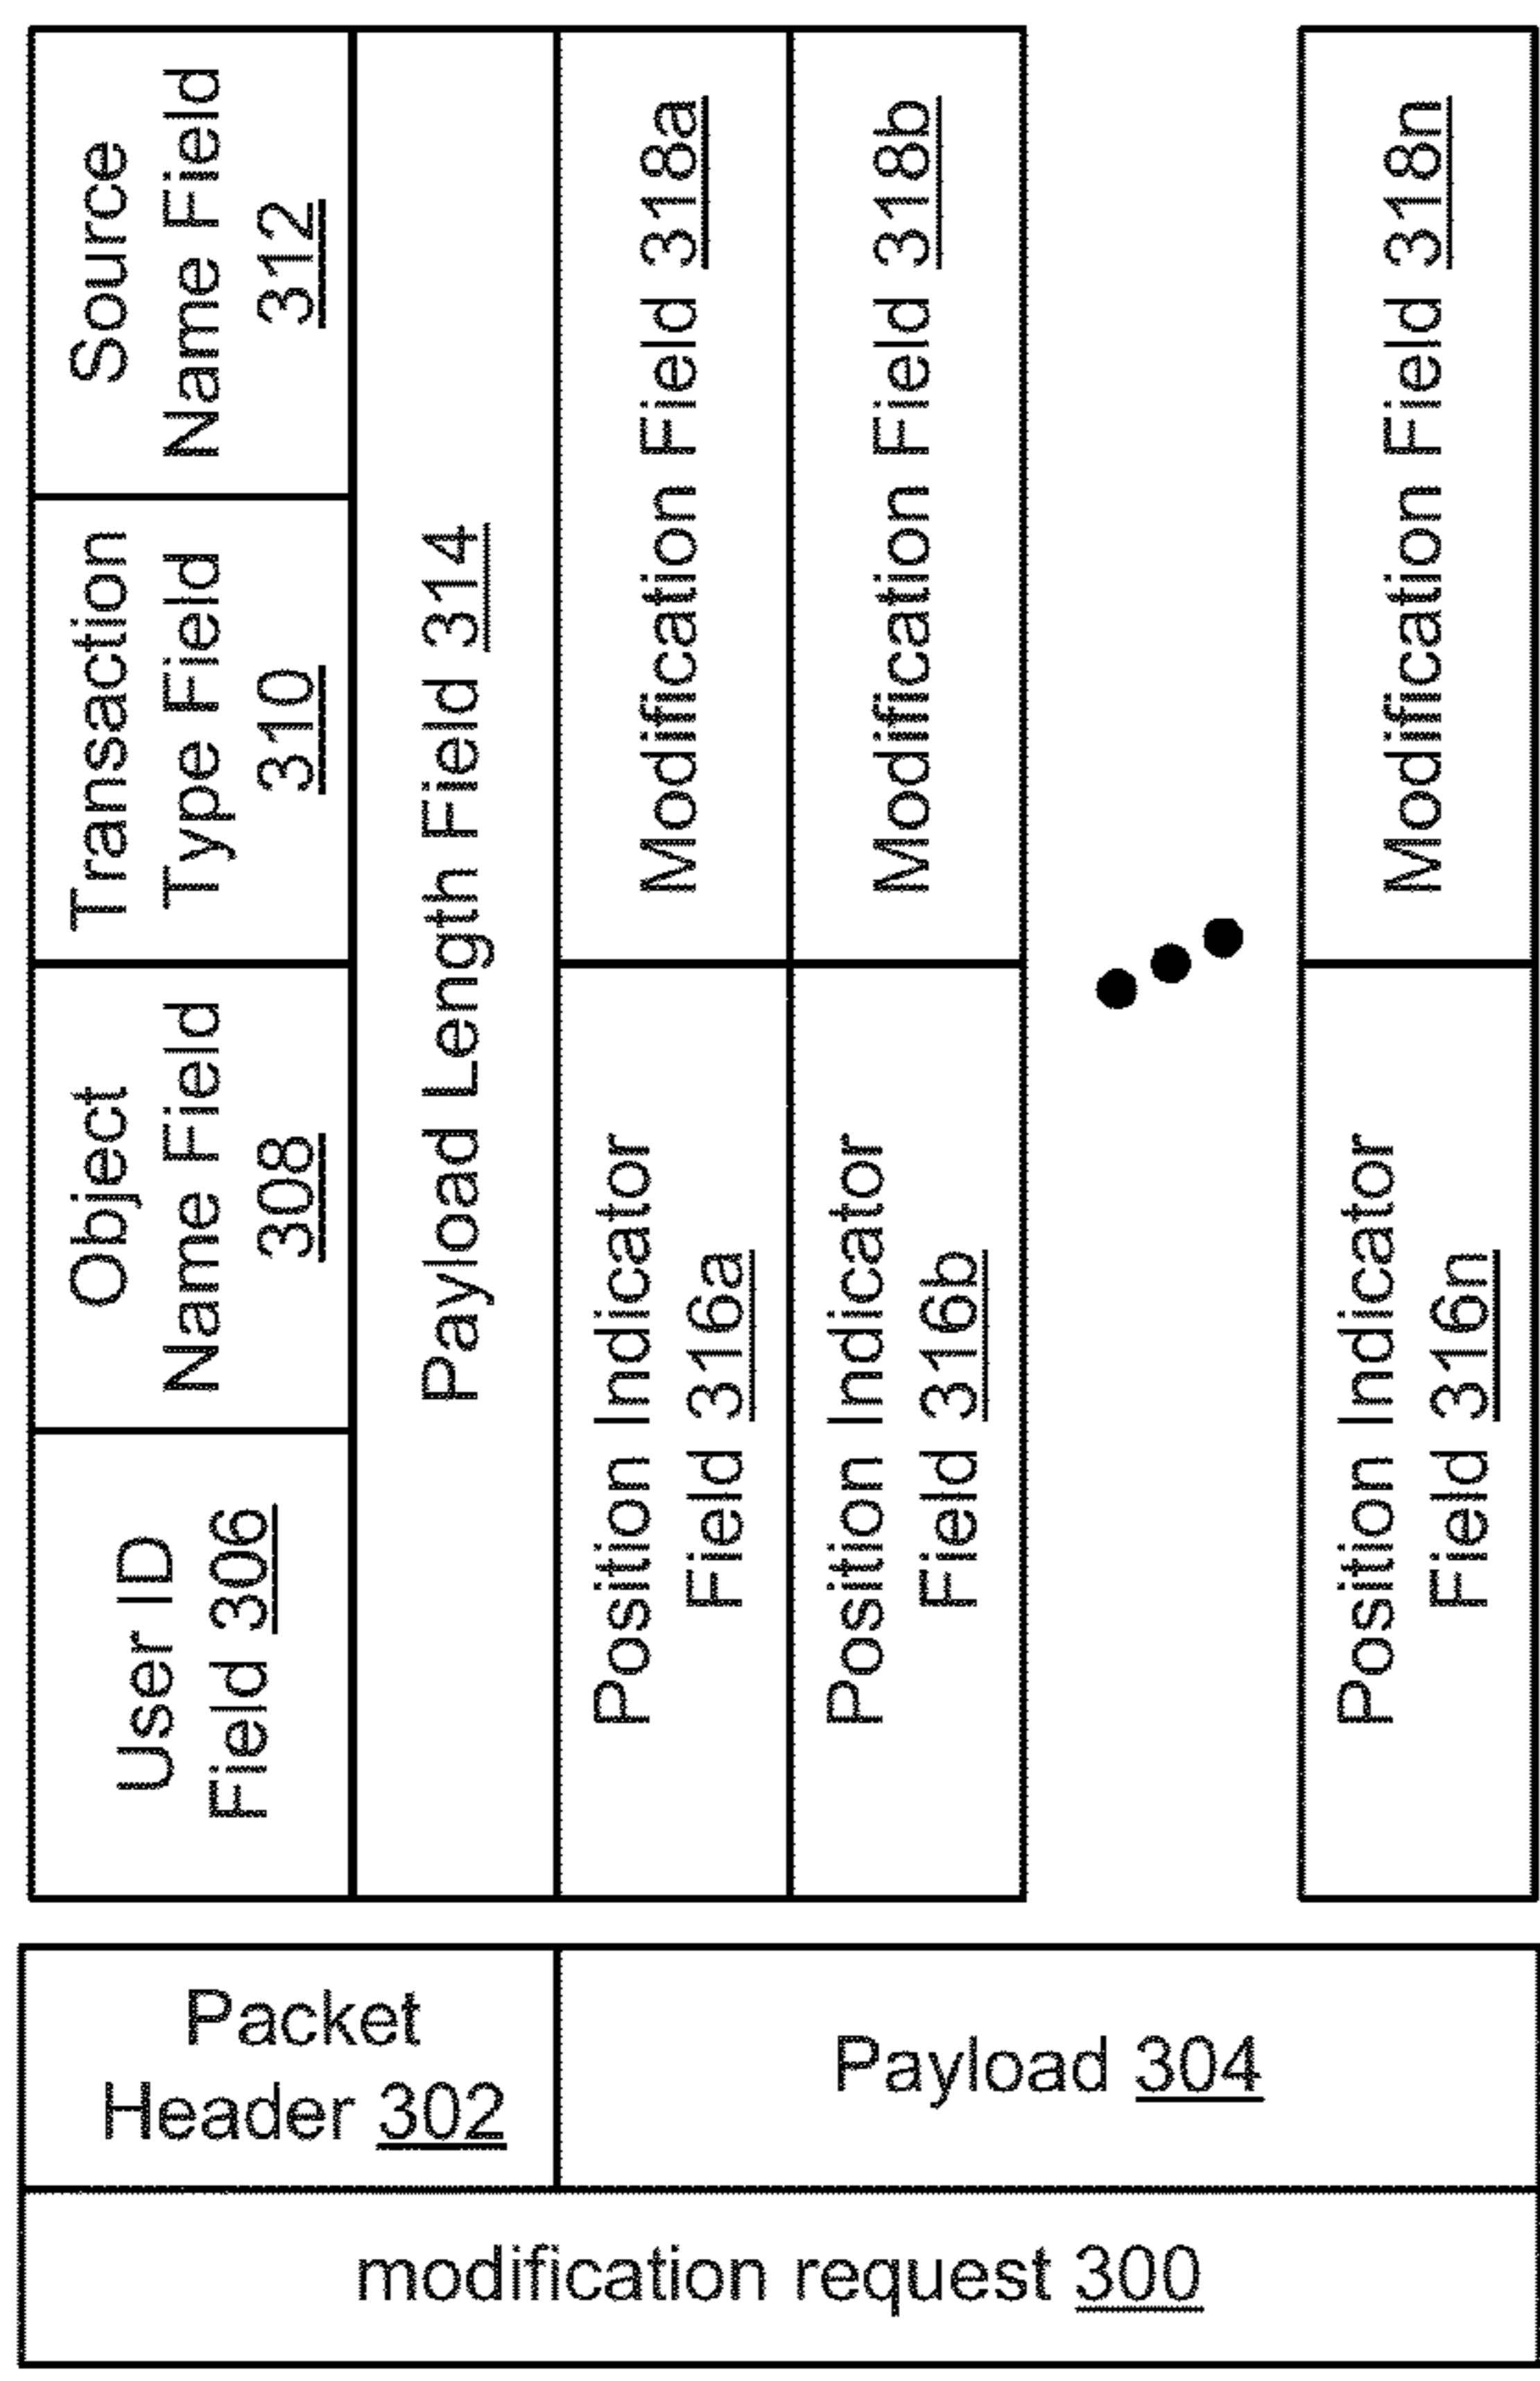 User ID
Field 306
Object
Name Field
308
Transaction
Type Field
310
Source
Name Field
312
Payload Length Field 314
Position Indicator
Field 316a
Modification Field 318a
Position Indicator
Field 316b
Modification Field 318b
Position Indicator
Field 316n
Modification Field 318n
Packet
Header 302
Payload 304
modification request 300